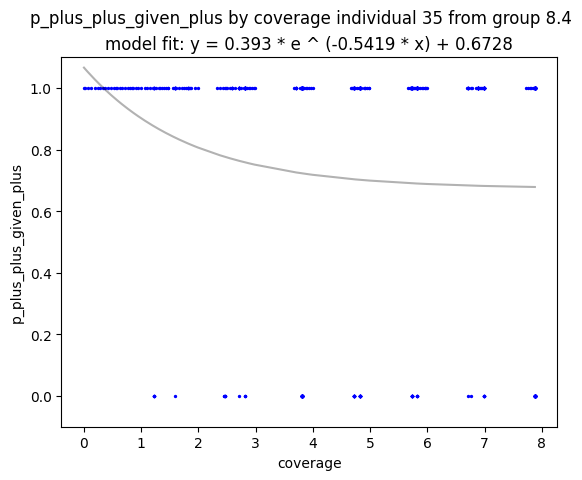 p_plus_plus_given_plus by coverage individual 35 from group 8.4
model fit: y = 0.393 * e ^ (-0.5419 * x) + 0.6728
p_plus_plus_given_plus
1.0
0.8
0.6
0.4
0.2
0.0
0 1 2 3 4 5 6 7 8
coverage